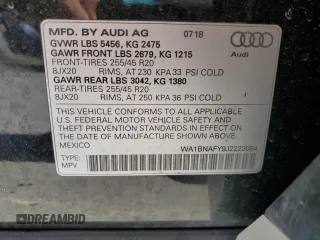 MFD. BY AUDI AG 07/18
GVWR LBS 5456, KG 2475
GAWR FRONT LBS 2679, KG 1215
FRONT-TIRES 255/45 R20
8JX20 RIMS, AT 230 KPA 33 PSI COLD
GAWR REAR LBS 3042, KG 1380
REAR-TIRES 255/45 R20
8JX20 RIMS, AT 250 KPA 36 PSI COLD
Audi
THIS VEHICLE CONFORMS TO ALL APPLICABLE
FEDERAL MOTOR VEHICLE SAFETY, BUMPER, AND
THEFT PREVENTION STANDARDS IN EFFECT ON THE
DATE OF MANUFACTURE SHOWN ABOVE.
MEXICO
TYPE:
MPV
DREAMBID